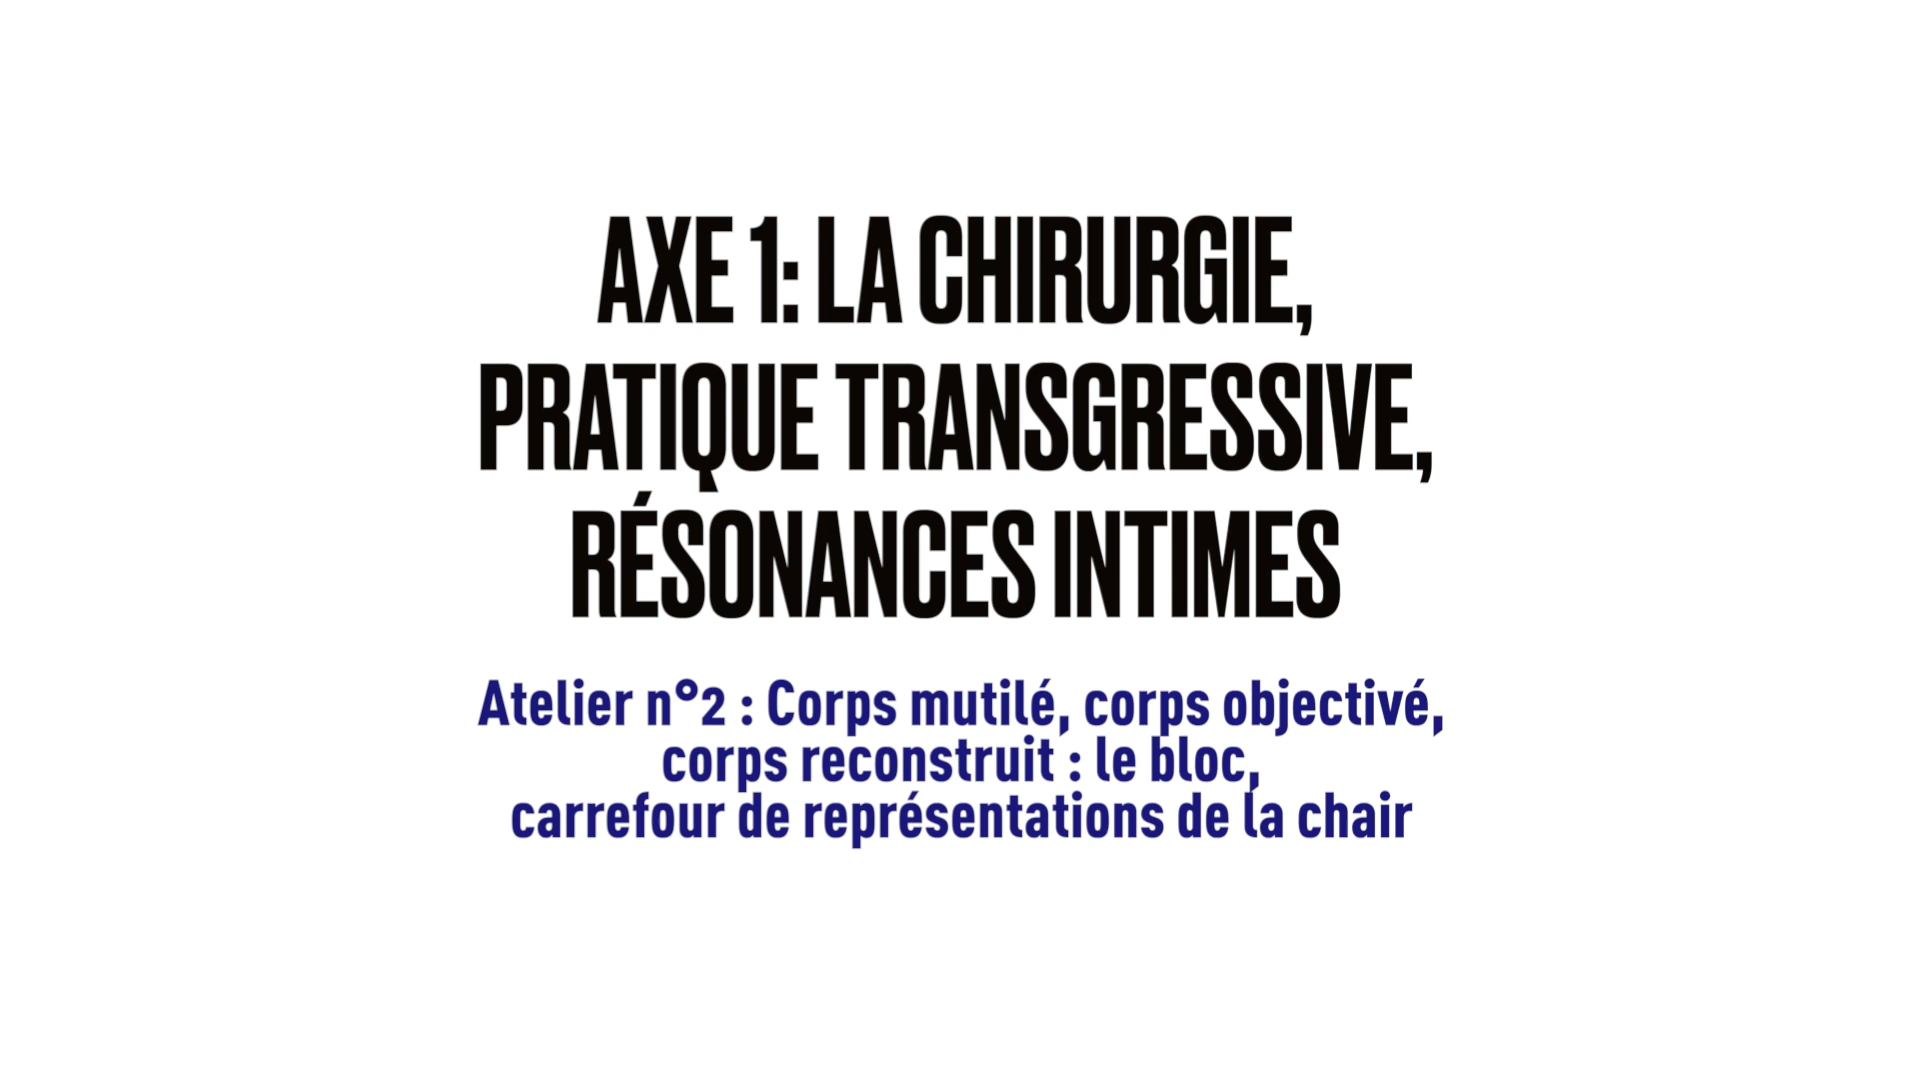 AXE 1: LA CHIRURGIE,
PRATIQUE TRANSGRESSIVE,
RÉSONANCES INTIMES
Atelier n°2 : Corps mutilé, corps objectivé,
corps reconstruit : le bloc,
carrefour de représentations de la chair